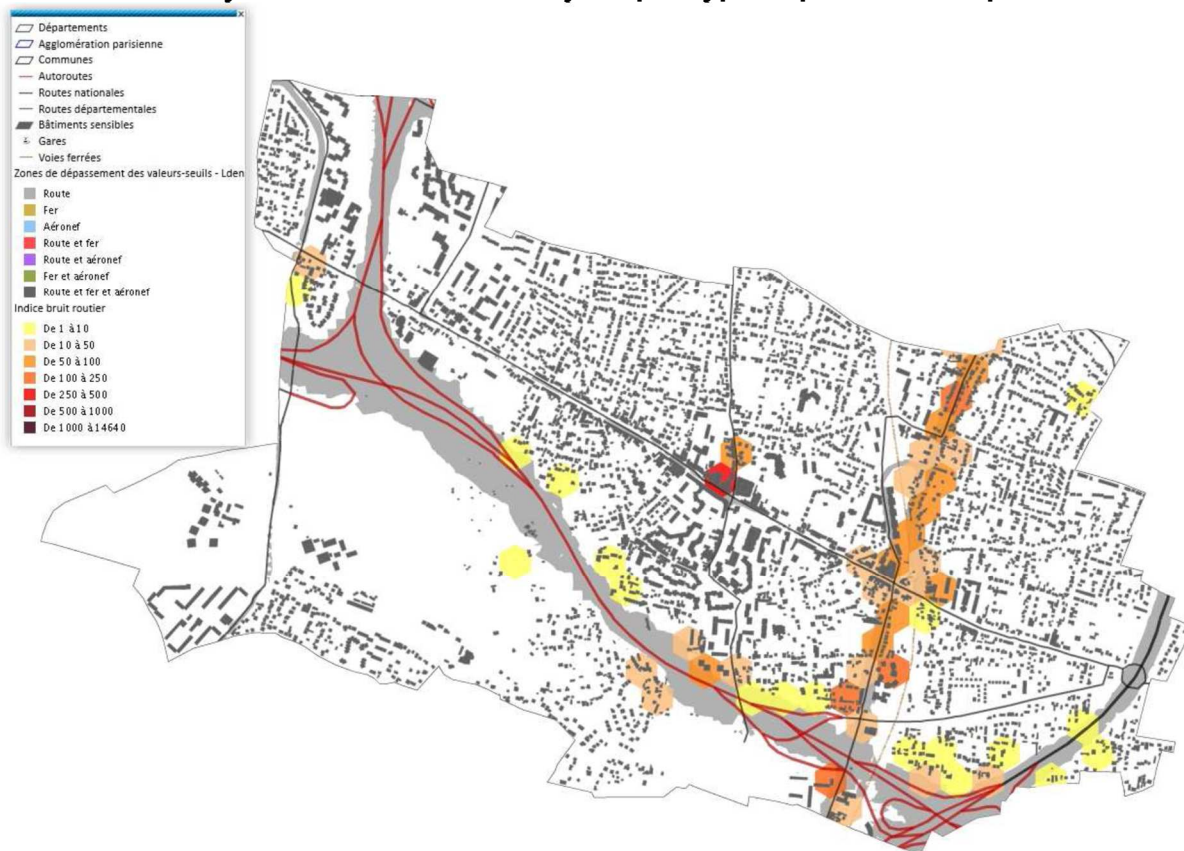 Départements
Agglomération parisienne
Communes
Autoroutes
Routes nationales
Routes départementales
Bâtiments sensibles
Gares
Voies ferrées
Zones de dépassement des valeurs-seuils - Lden
Route
Fer
Aéronef
Route et fer
Route et aéronef
Fer et aéronef
Route et fer et aéronef
Indice bruit routier
De 1 à 10
De 10 à 50
De 50 à 100
De 100 à 250
De 250 à 500
De 500 à 1000
De 1000 à 14640